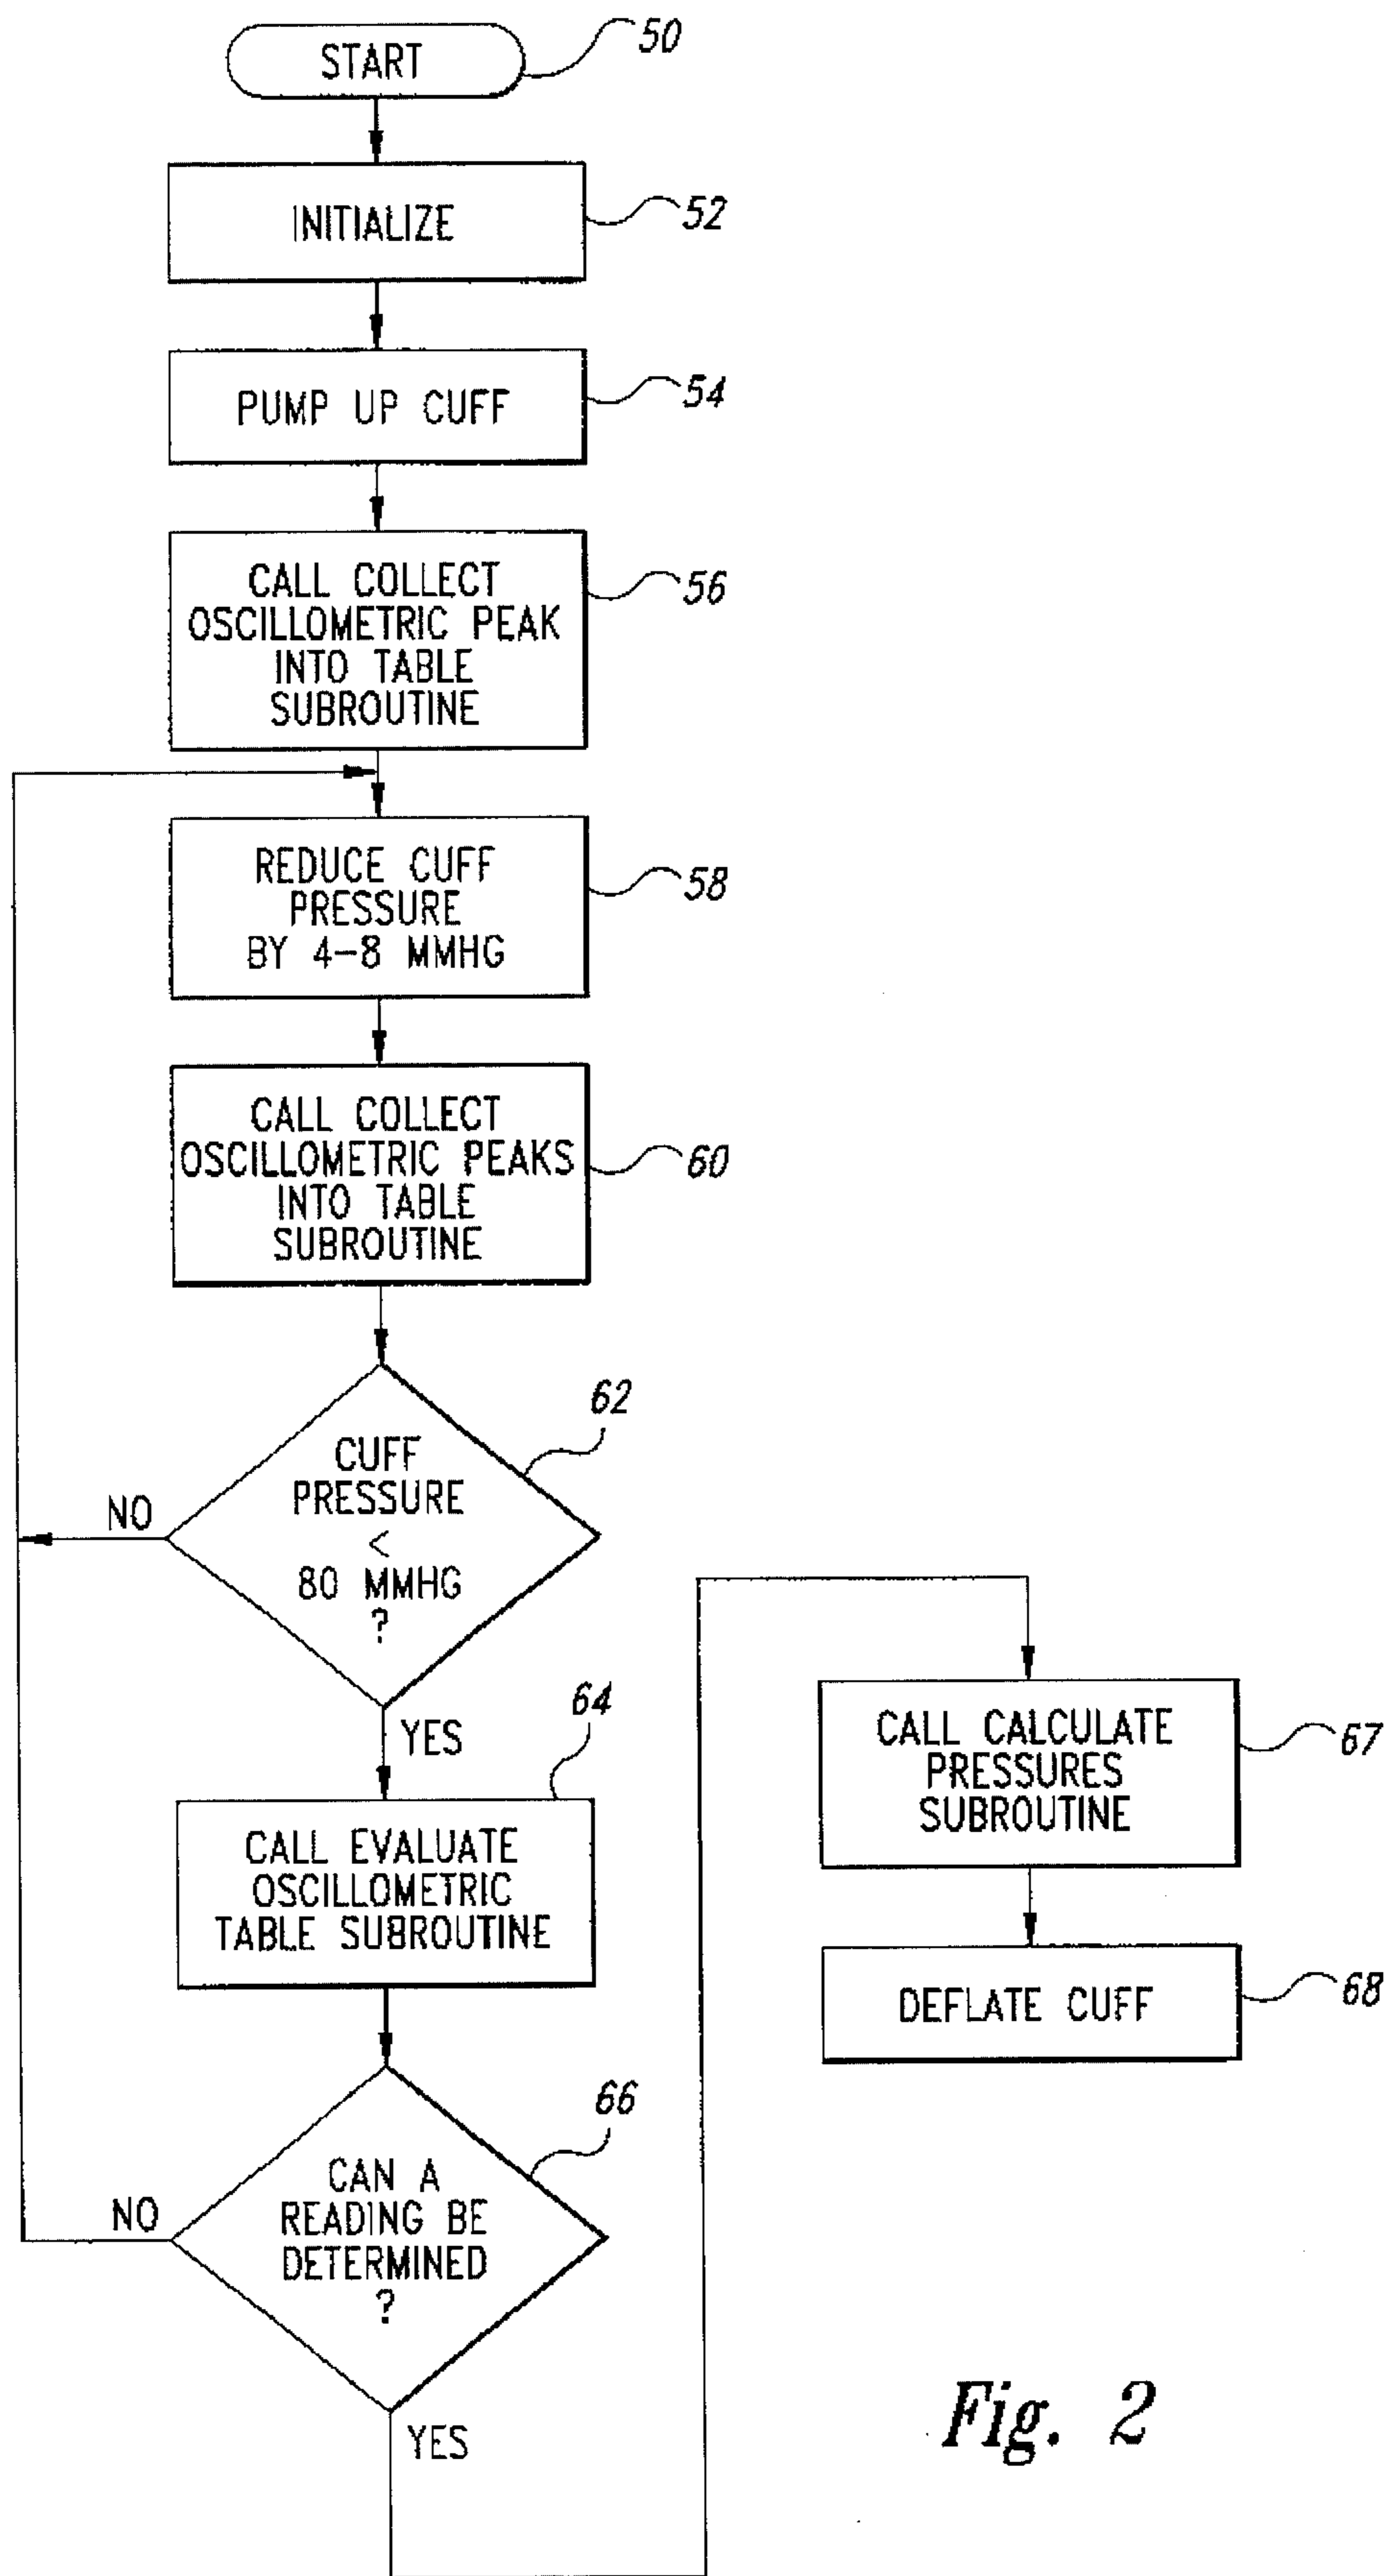 START
50
INITIALIZE
52
PUMP UP CUFF
54
CALL COLLECT
OSCILLOMETRIC PEAK
INTO TABLE
SUBROUTINE
56
REDUCE CUFF
PRESSURE
BY 4-8 MMHG
58
CALL COLLECT
OSCILLOMETRIC PEAKS
INTO TABLE
SUBROUTINE
60
CUFF
PRESSURE
<
80 MMHG
?
62
NO
YES
CALL EVALUATE
OSCILLOMETRIC
TABLE SUBROUTINE
64
CAN A
READING BE
DETERMINED
?
66
NO
YES
CALL CALCULATE
PRESSURES
SUBROUTINE
67
DEFLATE CUFF
68
Fig. 2